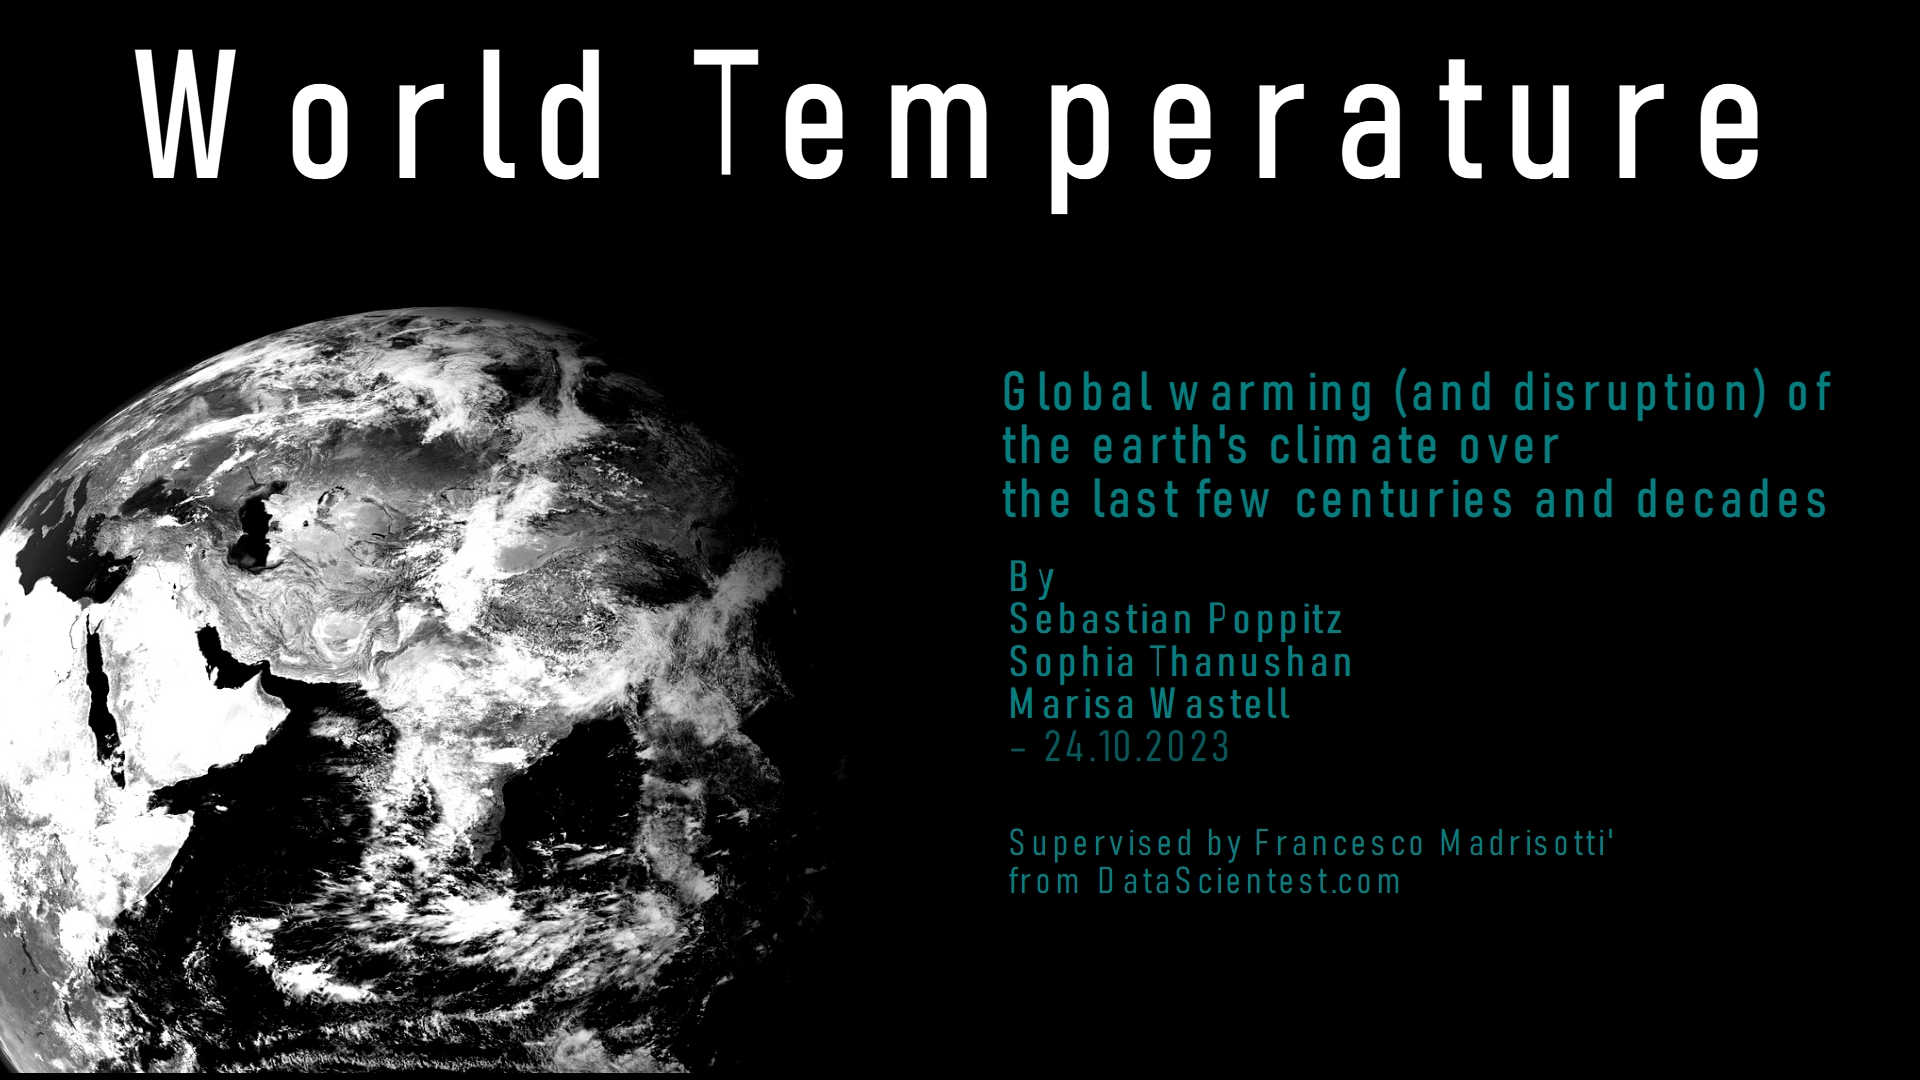 World Temperature
Global warming (and disruption) of
the earth's climate over
the last few centuries and decades
By
Sebastian Poppitz
Sophia Thanushan
Marisa Wastell
– 24.10.2023
Supervised by Francesco Madrisotti'
from DataScientest.com